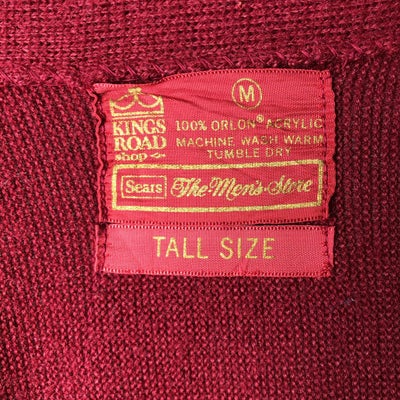 KINGS
ROAD
shop
M
100% ORLON® ACRYLIC
MACHINE WASH WARM
TUMBLE DRY
Sears The Men's Store
TALL SIZE